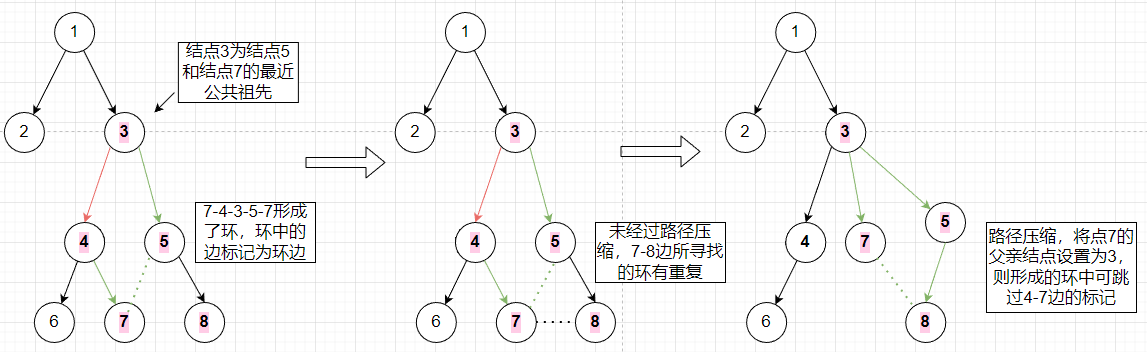 1
结点3为结点5
和结点7的最近
公共祖先
2
3
7-4-3-5-7形成
了环，环中的
边标记为环边
4
5
6
7
8
1
2
3
4
5
未经过路径压
缩，7-8边所寻找
的环有重复
6
7
8
1
2
3
4
7
5
路径压缩，将点7的
父亲结点设置为3，
则形成的环中可跳
过4-7边的标记
6
8